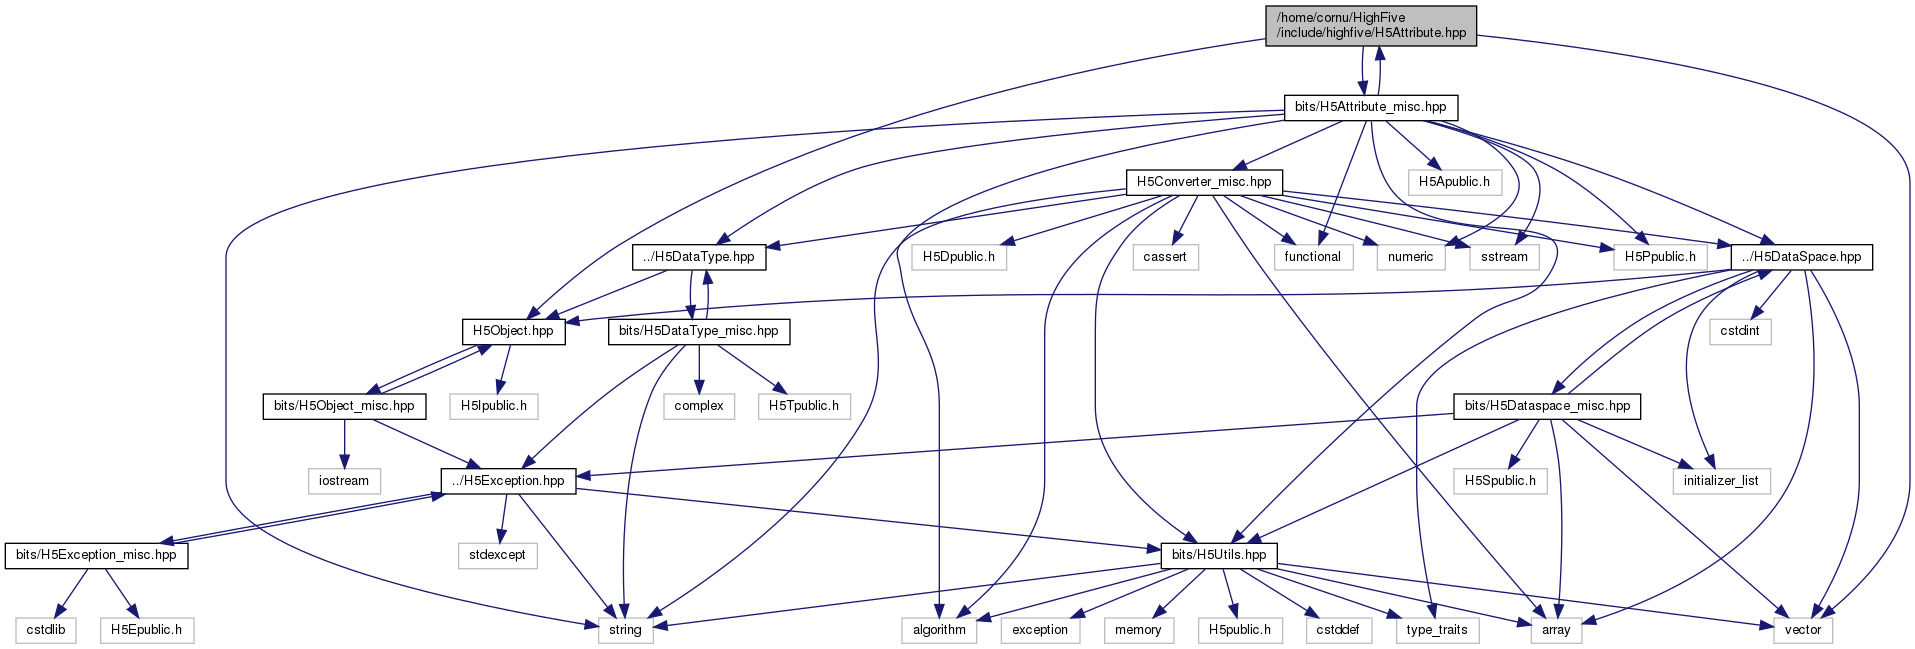 /home/cornu/HighFive
/include/highfive/H5Attribute.hpp
bits/H5Attribute_misc.hpp
H5Converter_misc.hpp
H5Apublic.h
../H5DataType.hpp
H5Dpublic.h
cassert
functional
numeric
sstream
H5Ppublic.h
../H5DataSpace.hpp
H5Object.hpp
bits/H5DataType_misc.hpp
cstdint
bits/H5Object_misc.hpp
H5Ipublic.h
complex
H5Tpublic.h
bits/H5Dataspace_misc.hpp
iostream
../H5Exception.hpp
H5Spublic.h
initializer_list
bits/H5Exception_misc.hpp
stdexcept
bits/H5Utils.hpp
cstdlib
H5Epublic.h
string
algorithm
exception
memory
H5public.h
cstddef
type_traits
array
vector